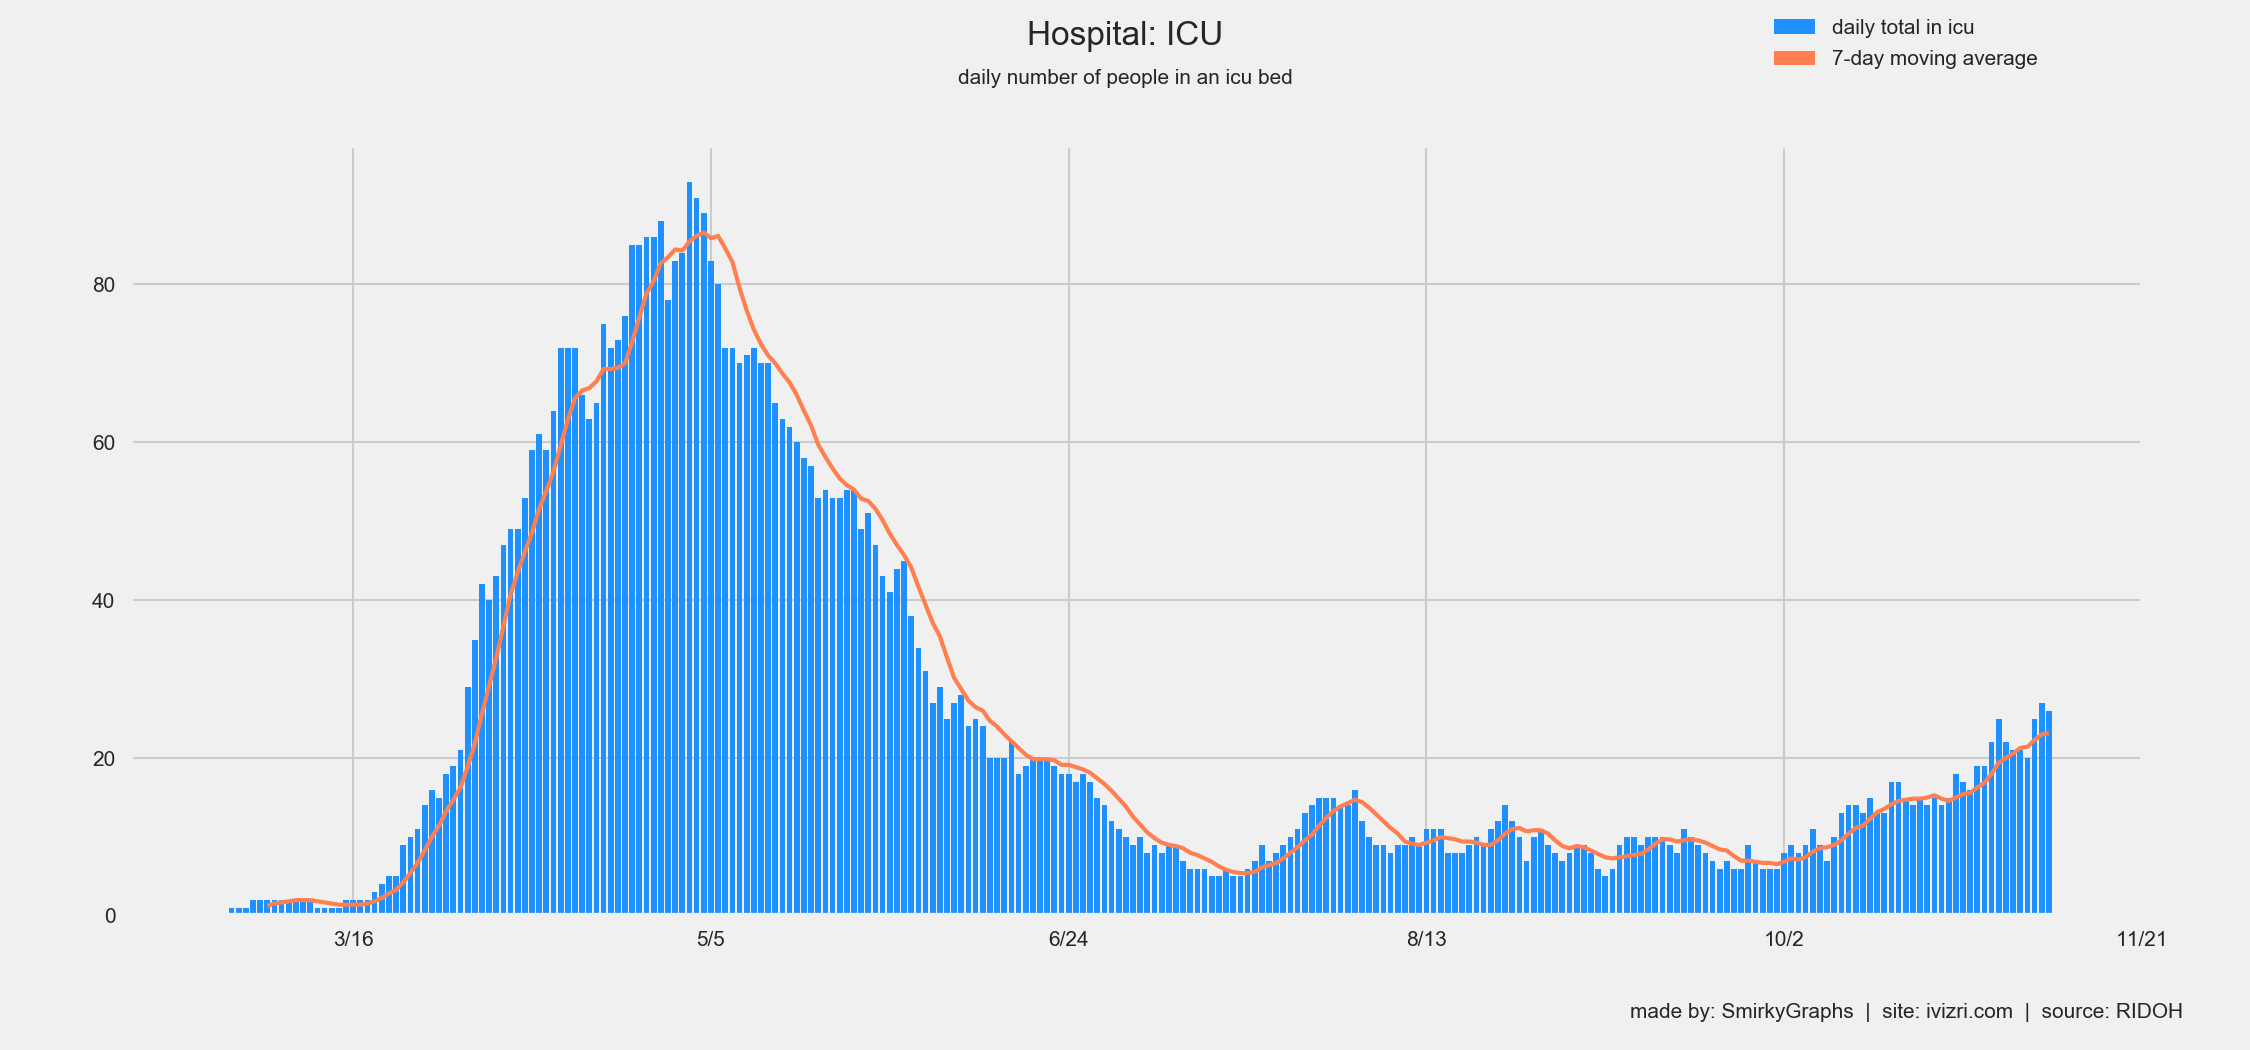 Hospital: ICU
daily number of people in an icu bed
daily total in icu
7-day moving average
80
60
40
20
0
3/16 5/5 6/24 8/13 10/2 11/21
made by: SmirkyGraphs | site: ivizri.com | source: RIDOH